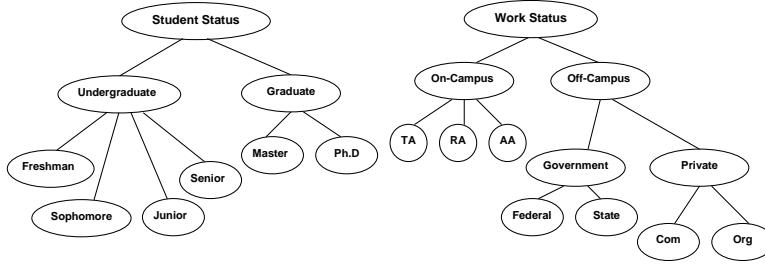 Student Status
Work Status
Undergraduate
Graduate
On-Campus
Off-Campus
Freshman
Sophomore
Junior
Senior
Master
Ph.D
TA
RA
AA
Government
Private
Federal
State
Com
Org